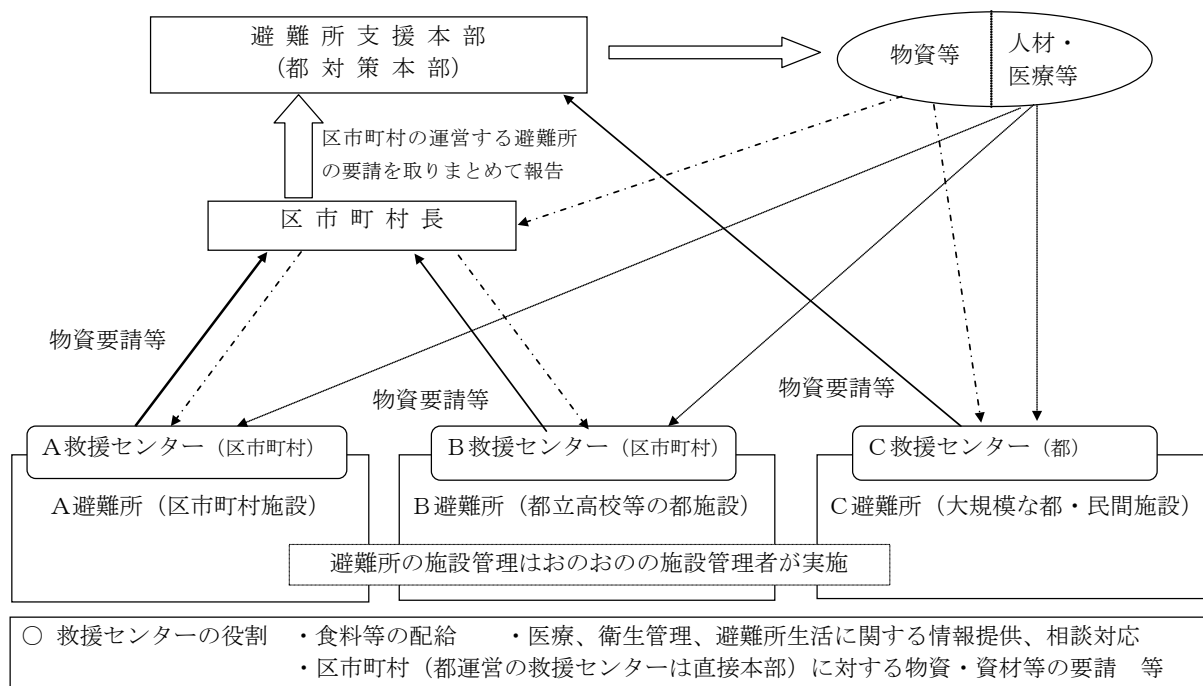 避難所支援本部
(都対策本部)
物資等
人材・
医療等
区市町村の運営する避難所
の要請を取りまとめて報告
区市町村長
物資要請等
物資要請等
物資要請等
A救援センター(区市町村)
B救援センター(区市町村)
C救援センター(都)
A避難所(区市町村施設)
B避難所(都立高校等の都施設)
C避難所(大規模な都・民間施設)
避難所の施設管理はおのおのの施設管理者が実施
○ 救援センターの役割 ・食料等の配給 ・医療、衛生管理、避難所生活に関する情報提供、相談対応
・区市町村(都運営の救援センターは直接本部)に対する物資・資材等の要請 等